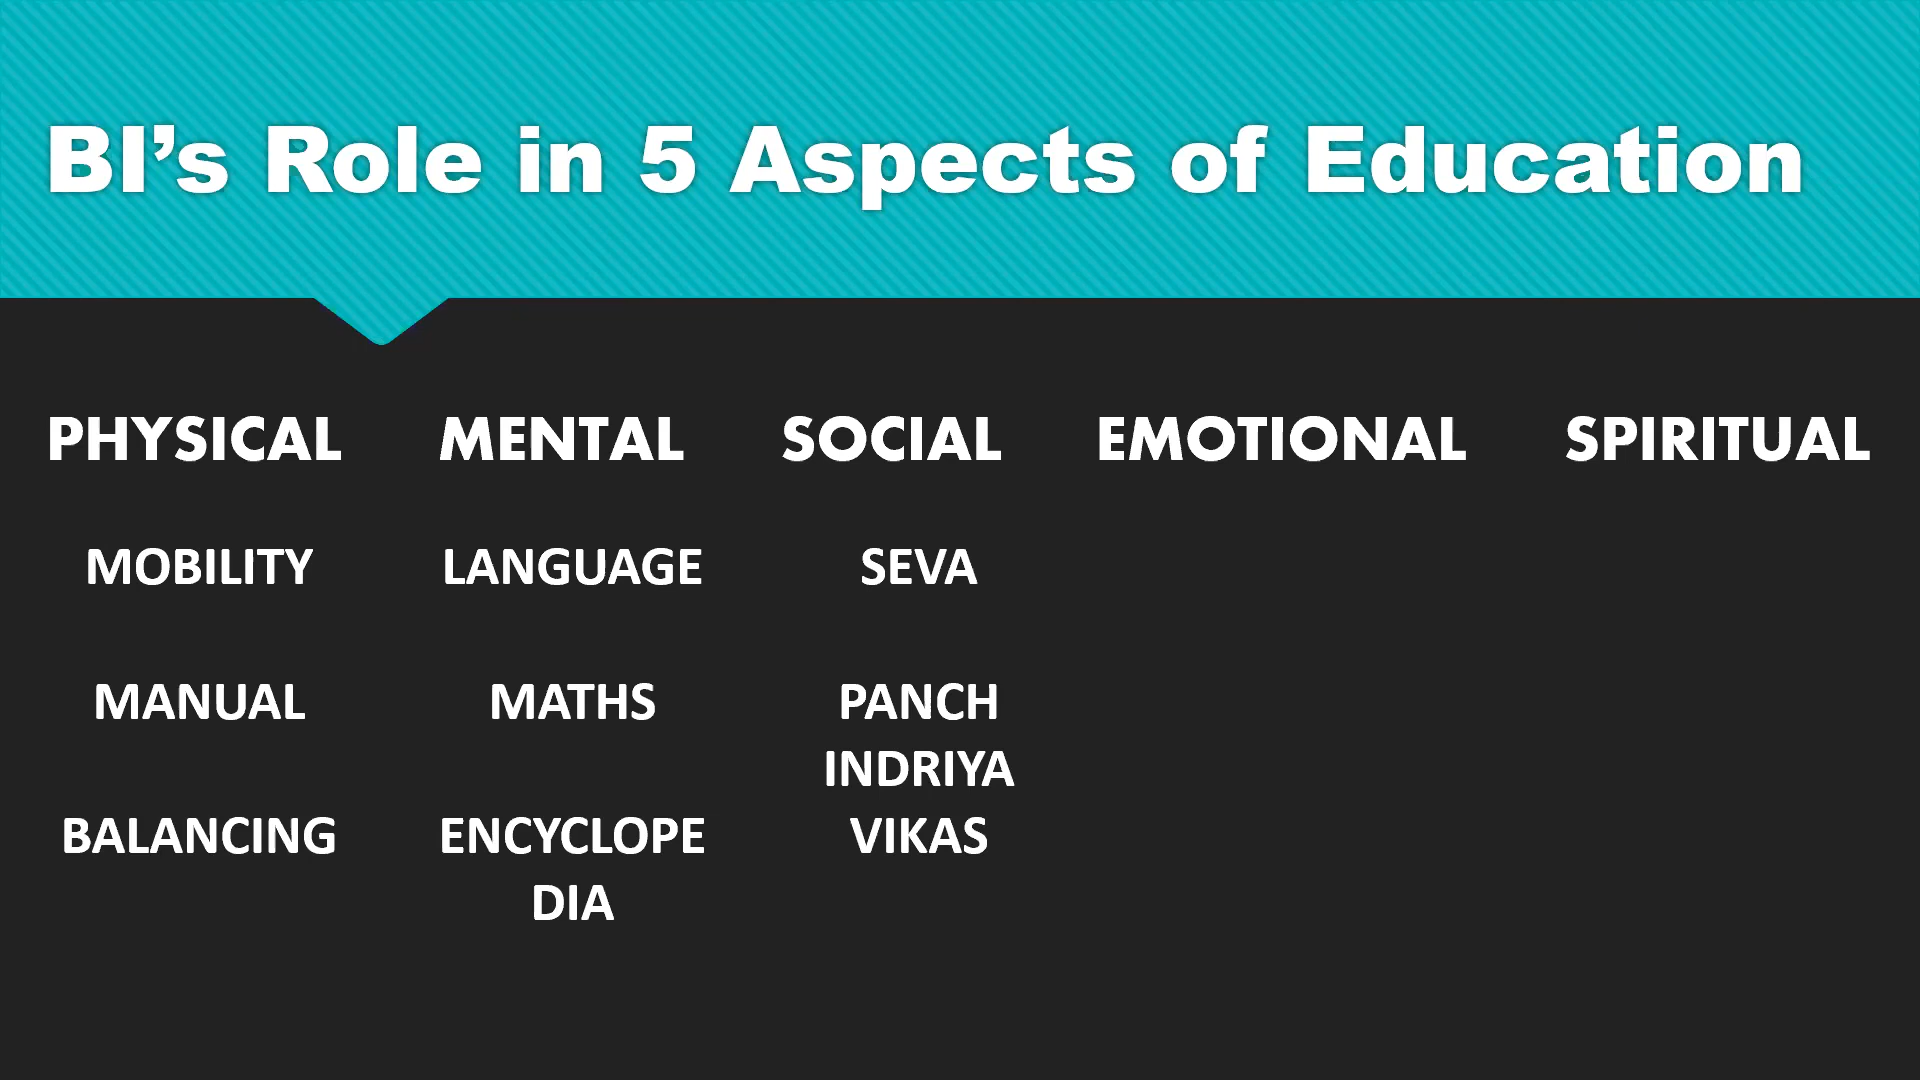 BI’s Role in 5 Aspects of Education
PHYSICAL
MENTAL
SOCIAL
EMOTIONAL
SPIRITUAL
MOBILITY
MANUAL
BALANCING
LANGUAGE
MATHS
ENCYCLOPE
DIA
SEVA
PANCH
INDRIYA
VIKAS